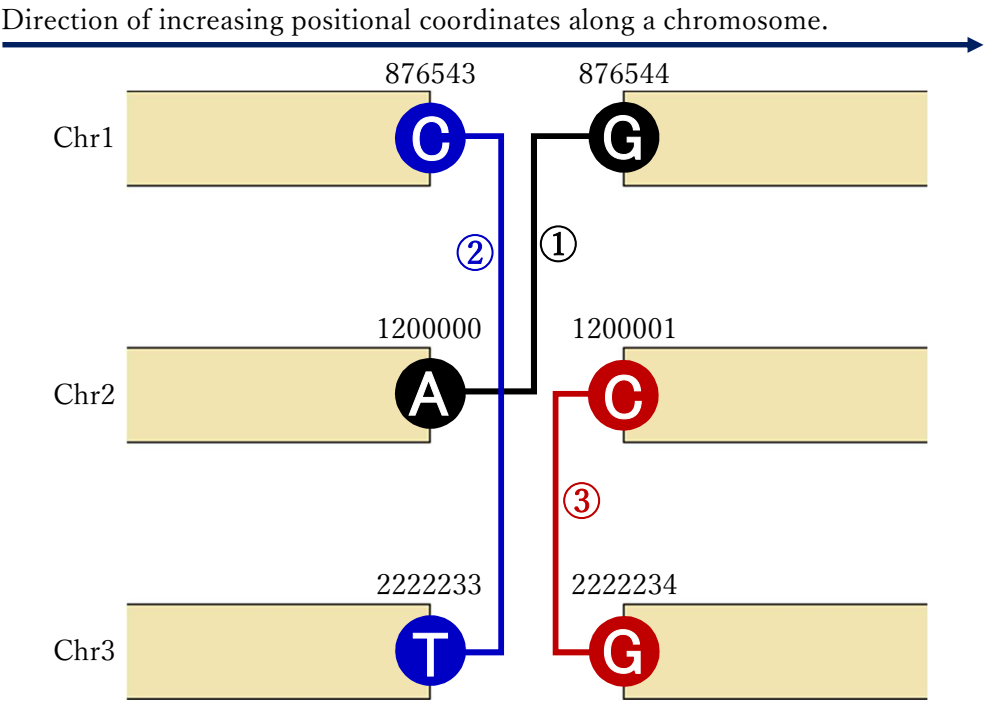 Direction of increasing positional coordinates along a chromosome.
876543 876544
Chr1 C G
② ①
1200000 1200001
Chr2 A C
③
2222233 2222234
Chr3 T G